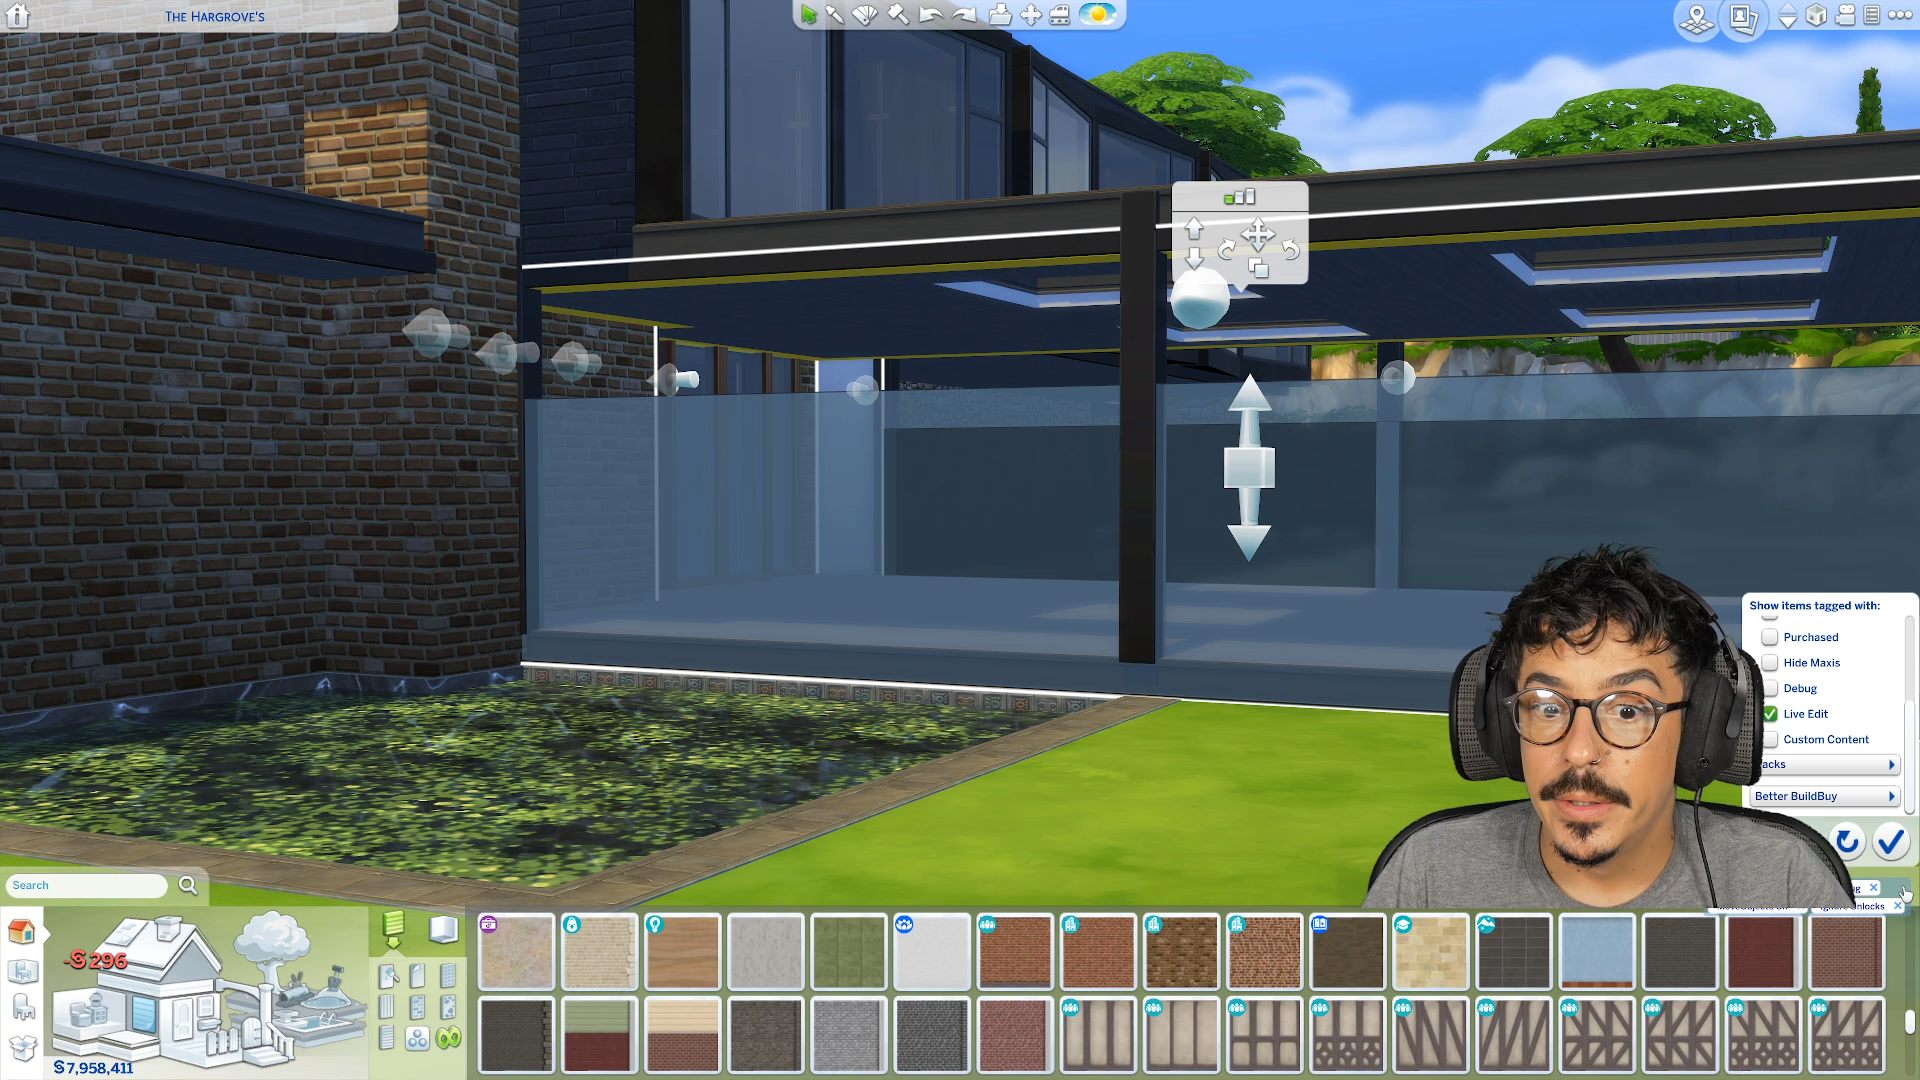 The Hargrove's
Show items tagged with:
Purchased
Hide Maxis
Debug
Live Edit
Custom Content
acks
Better BuildBuy
Search
-§296
§7,958,411